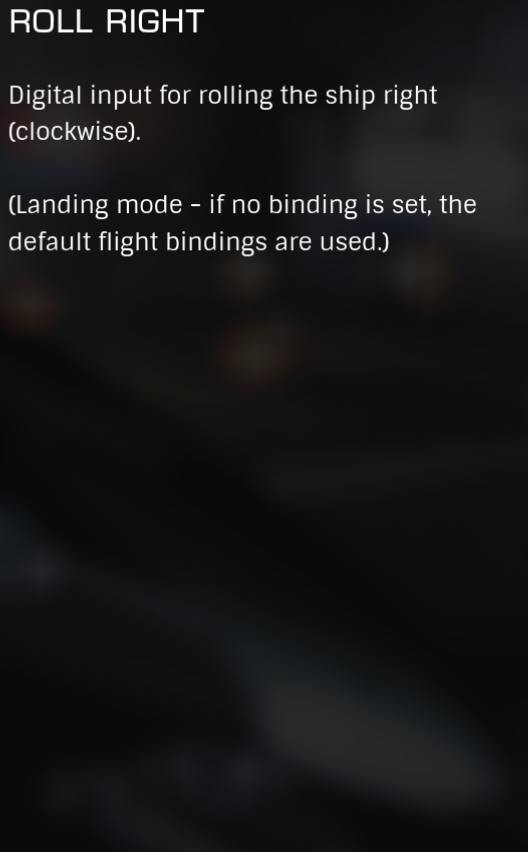 ROLL RIGHT
Digital input for rolling the ship right
(clockwise).
(Landing mode - if no binding is set, the
default flight bindings are used.)